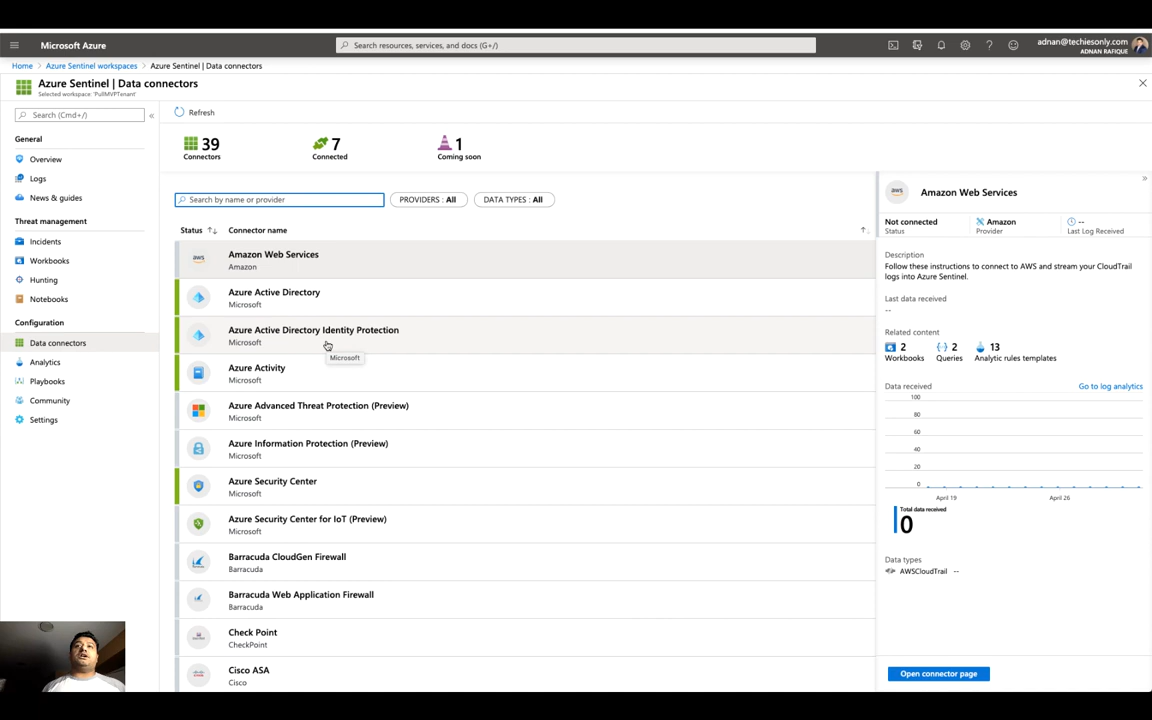 Microsoft Azure
Search resources, services, and docs (G+/)
adnan@techiesonly.com
ADNAN RAFIQUE
Home > Azure Sentinel workspaces > Azure Sentinel | Data connectors
Azure Sentinel | Data connectors
Selected workspace: 'PullMVPTenant'
Search (Cmd+/)
«
General
Overview
Logs
News & guides
Threat management
Incidents
Workbooks
Hunting
Notebooks
Configuration
Data connectors
Analytics
Playbooks
Community
Settings
Refresh
39
Connectors
7
Connected
1
Coming soon
Search by name or provider
PROVIDERS : All
DATA TYPES : All
Status ↑↓ Connector name ↑↓
aws
Amazon Web Services
Amazon
Azure Active Directory
Microsoft
Azure Active Directory Identity Protection
Microsoft
Microsoft
Azure Activity
Microsoft
Azure Advanced Threat Protection (Preview)
Microsoft
Azure Information Protection (Preview)
Microsoft
Azure Security Center
Microsoft
Azure Security Center for IoT (Preview)
Microsoft
Barracuda CloudGen Firewall
Barracuda
Barracuda Web Application Firewall
Barracuda
Check Point
CheckPoint
Cisco ASA
Cisco
»
aws
Amazon Web Services
Not connected
Status
Amazon
Provider
--
Last Log Received
Description
Follow these instructions to connect to AWS and stream your CloudTrail
logs into Azure Sentinel.
Last data received
--
Related content
2
Workbooks
2
Queries
13
Analytic rules templates
Data received
Go to log analytics
100
80
60
40
20
0
April 19
April 26
Total data received
0
Data types
AWSCloudTrail --
Open connector page